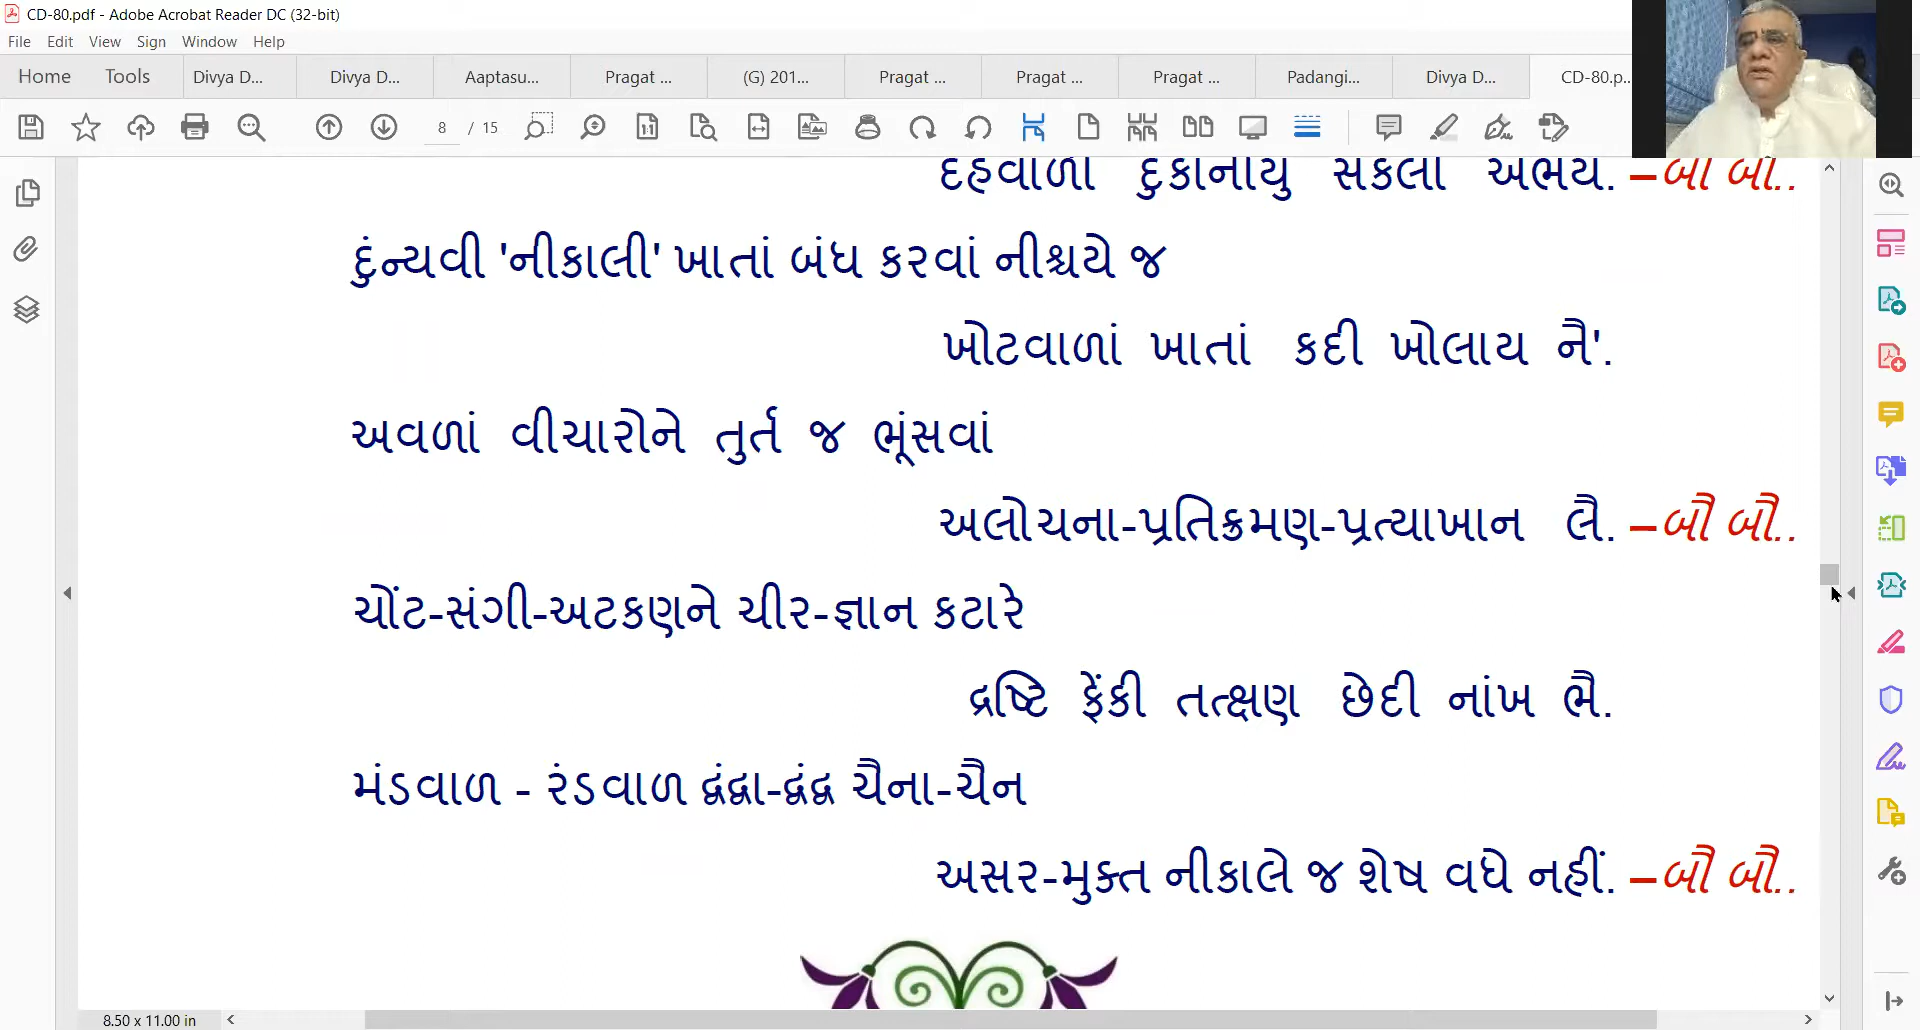 CD-80.pdf - Adobe Acrobat Reader DC (32-bit)
File Edit View Sign Window Help
Home Tools Divya D... Divya D... Aaptasu... Pragat ... (G) 201... Pragat ... Pragat ... Pragat ... Padangi... Divya D... CD-80.p...
8 / 15
દેહવાળી દુકાનોયું સંકેલી અભય. –બૌ બૌ..
દુંન્યવી 'નીકાલી' ખાતાં બંધ કરવાં નીશ્ચયે જ
ખોટવાળાં ખાતાં કદી ખોલાય નૈ'.
અવળાં વીચારોને તુર્ત જ ભૂંસવાં
અલોચના-પ્રતિક્રમણ-પ્રત્યાખાન લૈ. –બૌ બૌ..
ચોંટ-સંગી-અટકણને ચીર-જ્ઞાન કટારે
દ્રષ્ટિ ફેંકી તત્ક્ષણ છેદી નાંખ ભૈ.
મંડવાળ - રંડવાળ દ્વંદ્વા-દ્વંદ્વ ચૈના-ચૈન
અસર-મુક્ત નીકાલે જ શેષ વધે નહીં. –બૌ બૌ..
8.50 x 11.00 in